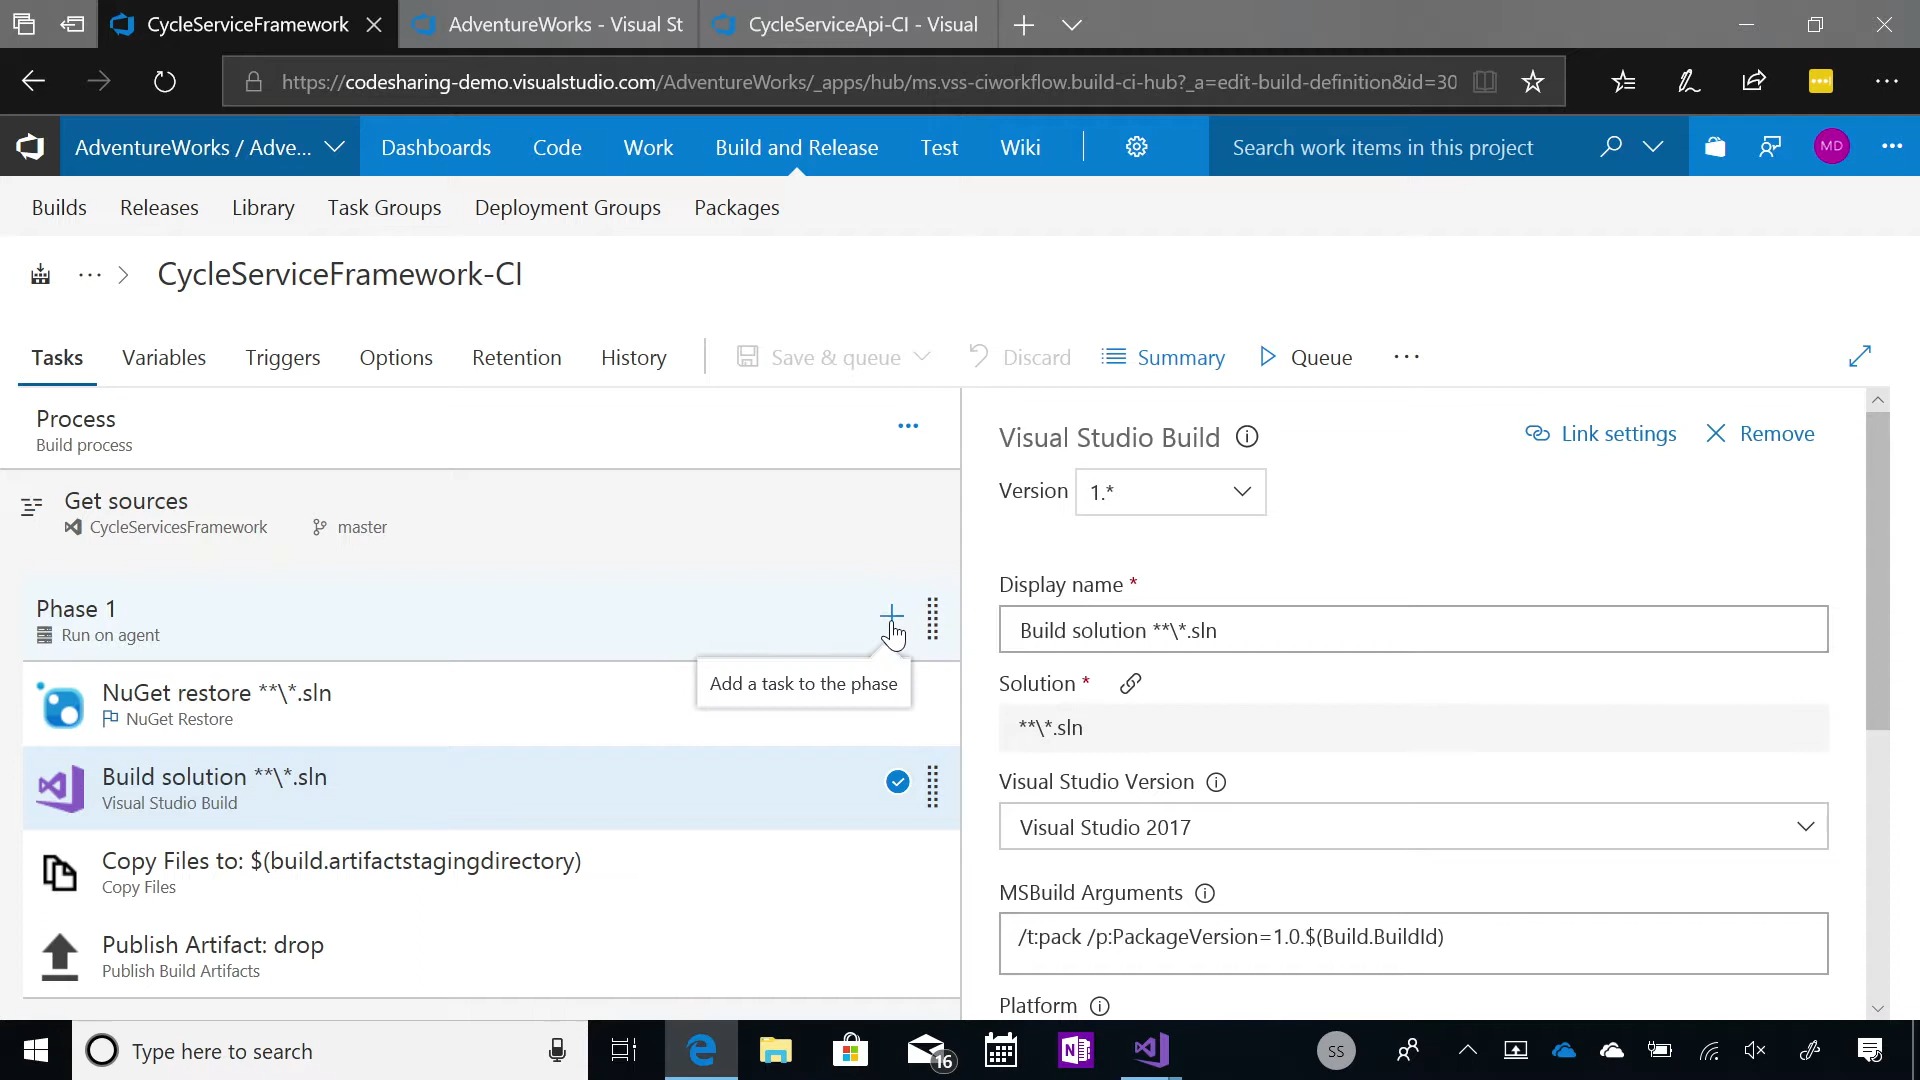 CycleServiceFramework
AdventureWorks - Visual St
CycleServiceApi-CI - Visual
https://codesharing-demo.visualstudio.com/AdventureWorks/_apps/hub/ms.vss-ciworkflow.build-ci-hub?_a=edit-build-definition&id=30
AdventureWorks / Adve...
Dashboards
Code
Work
Build and Release
Test
Wiki
Search work items in this project
MD
Builds
Releases
Library
Task Groups
Deployment Groups
Packages
... > CycleServiceFramework-CI
Tasks
Variables
Triggers
Options
Retention
History
Save & queue
Discard
Summary
Queue
...
Process
Build process
...
Get sources
CycleServicesFramework
master
Phase 1
Run on agent
Add a task to the phase
NuGet restore **\*.sln
NuGet Restore
Build solution **\*.sln
Visual Studio Build
Copy Files to: $(build.artifactstagingdirectory)
Copy Files
Publish Artifact: drop
Publish Build Artifacts
Visual Studio Build
Link settings
Remove
Version
1.*
Display name *
Build solution **\*.sln
Solution *
**\*.sln
Visual Studio Version
Visual Studio 2017
MSBuild Arguments
/t:pack /p:PackageVersion=1.0.$(Build.BuildId)
Platform
Type here to search
16
SS